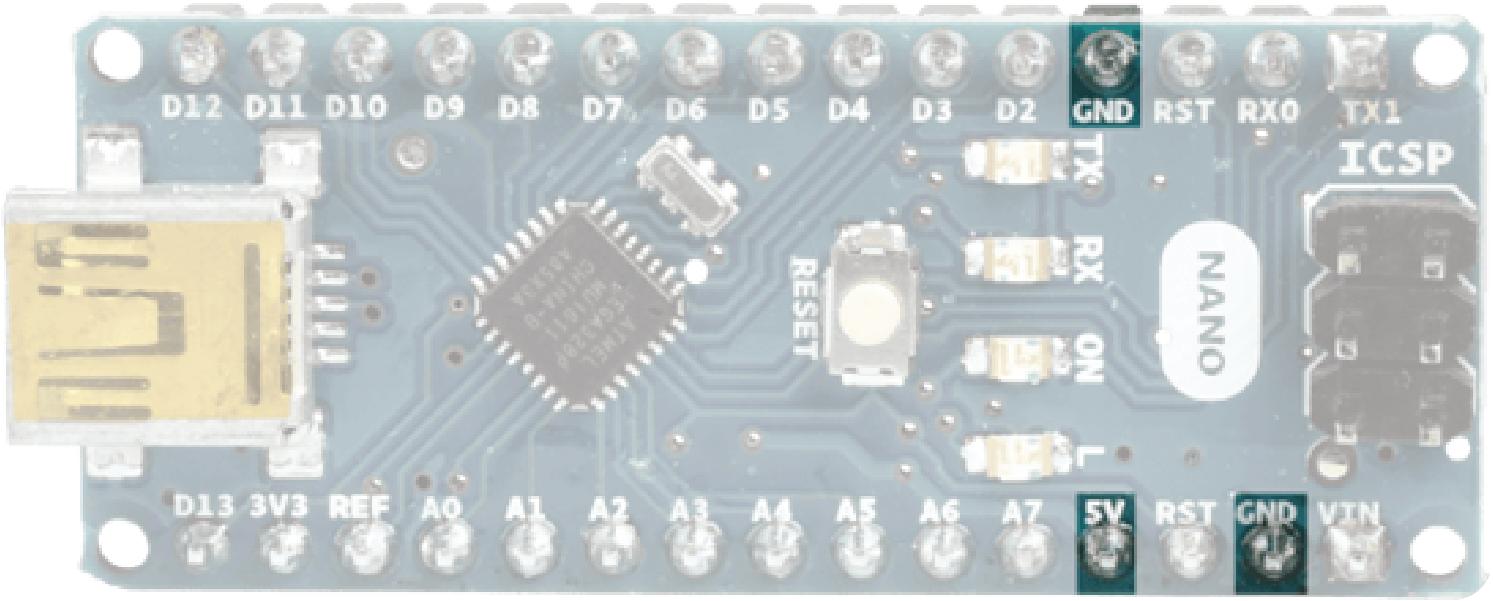 D12 D11 D10 D9 D8 D7 D6 D5 D4 D3 D2 GND RST RX0 TX1
ICSP
TX
RX
RESET
NANO
ON
L
ATMEL
MEGA328P
CHINA-8
D13 3V3 REF A0 A1 A2 A3 A4 A5 A6 A7 5V RST GND VIN